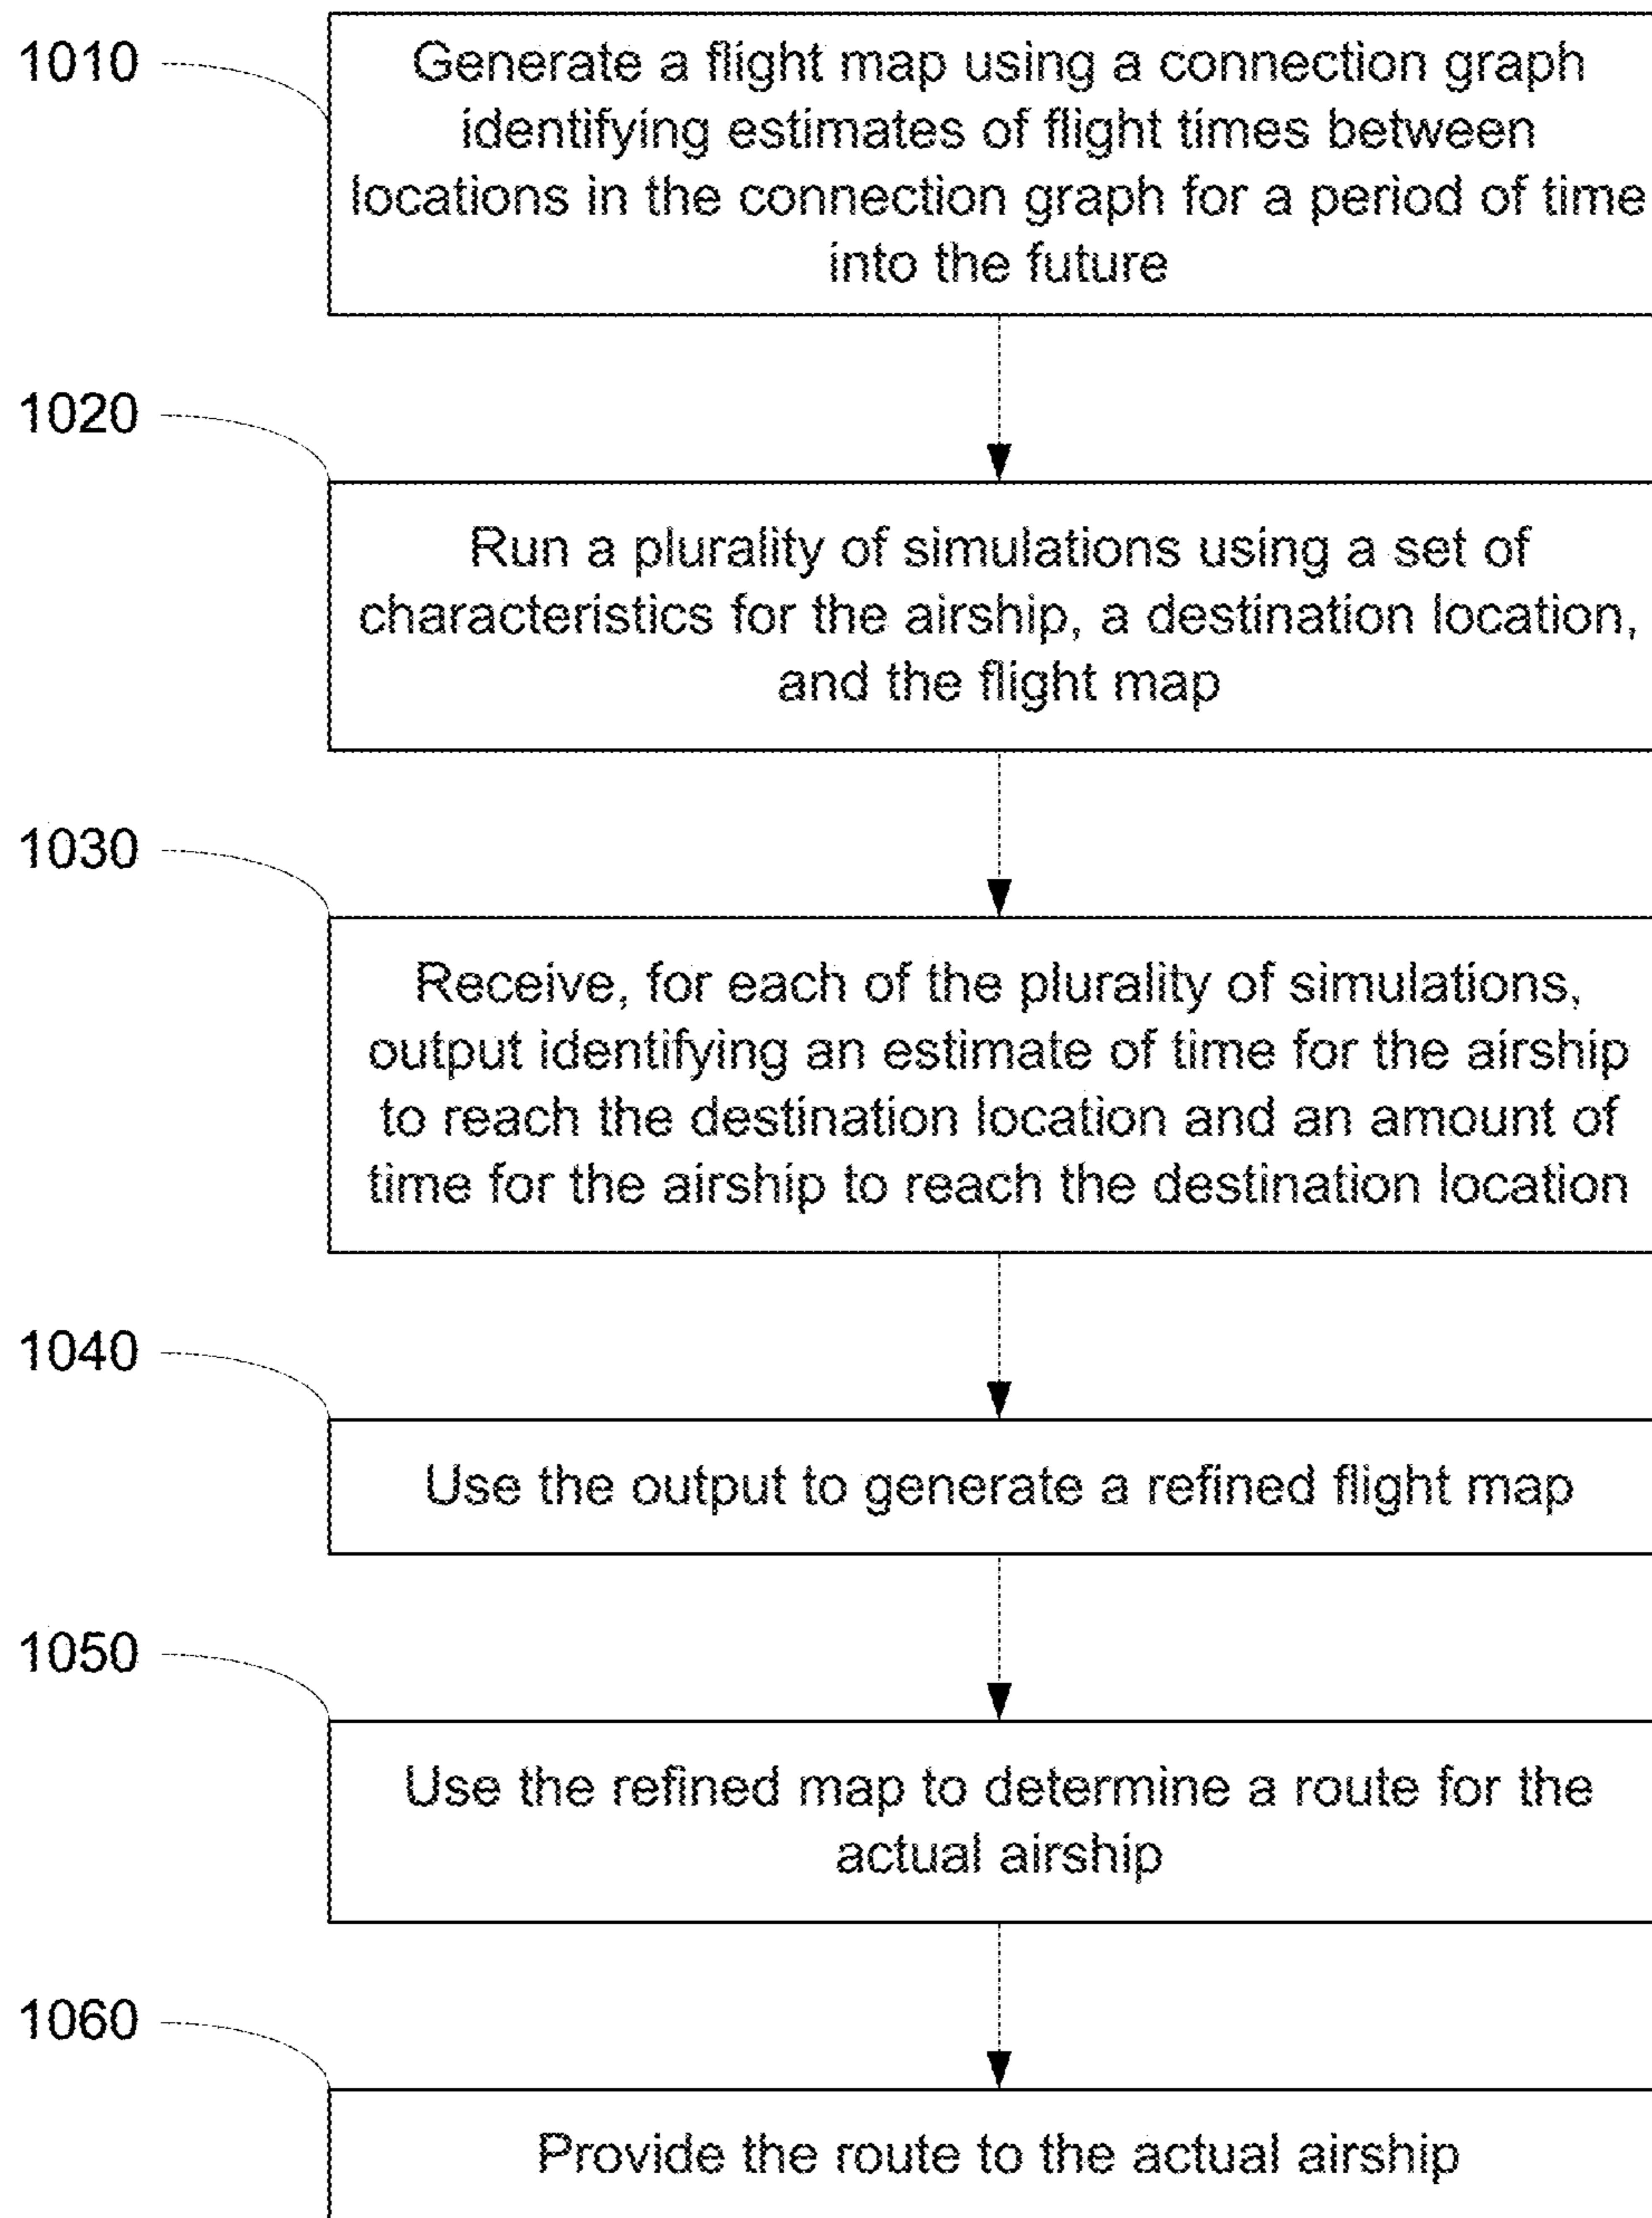 1010
Generate a flight map using a connection graph
identifying estimates of flight times between
locations in the connection graph for a period of time
into the future
1020
Run a plurality of simulations using a set of
characteristics for the airship, a destination location,
and the flight map
1030
Receive, for each of the plurality of simulations,
output identifying an estimate of time for the airship
to reach the destination location and an amount of
time for the airship to reach the destination location
1040
Use the output to generate a refined flight map
1050
Use the refined map to determine a route for the
actual airship
1060
Provide the route to the actual airship